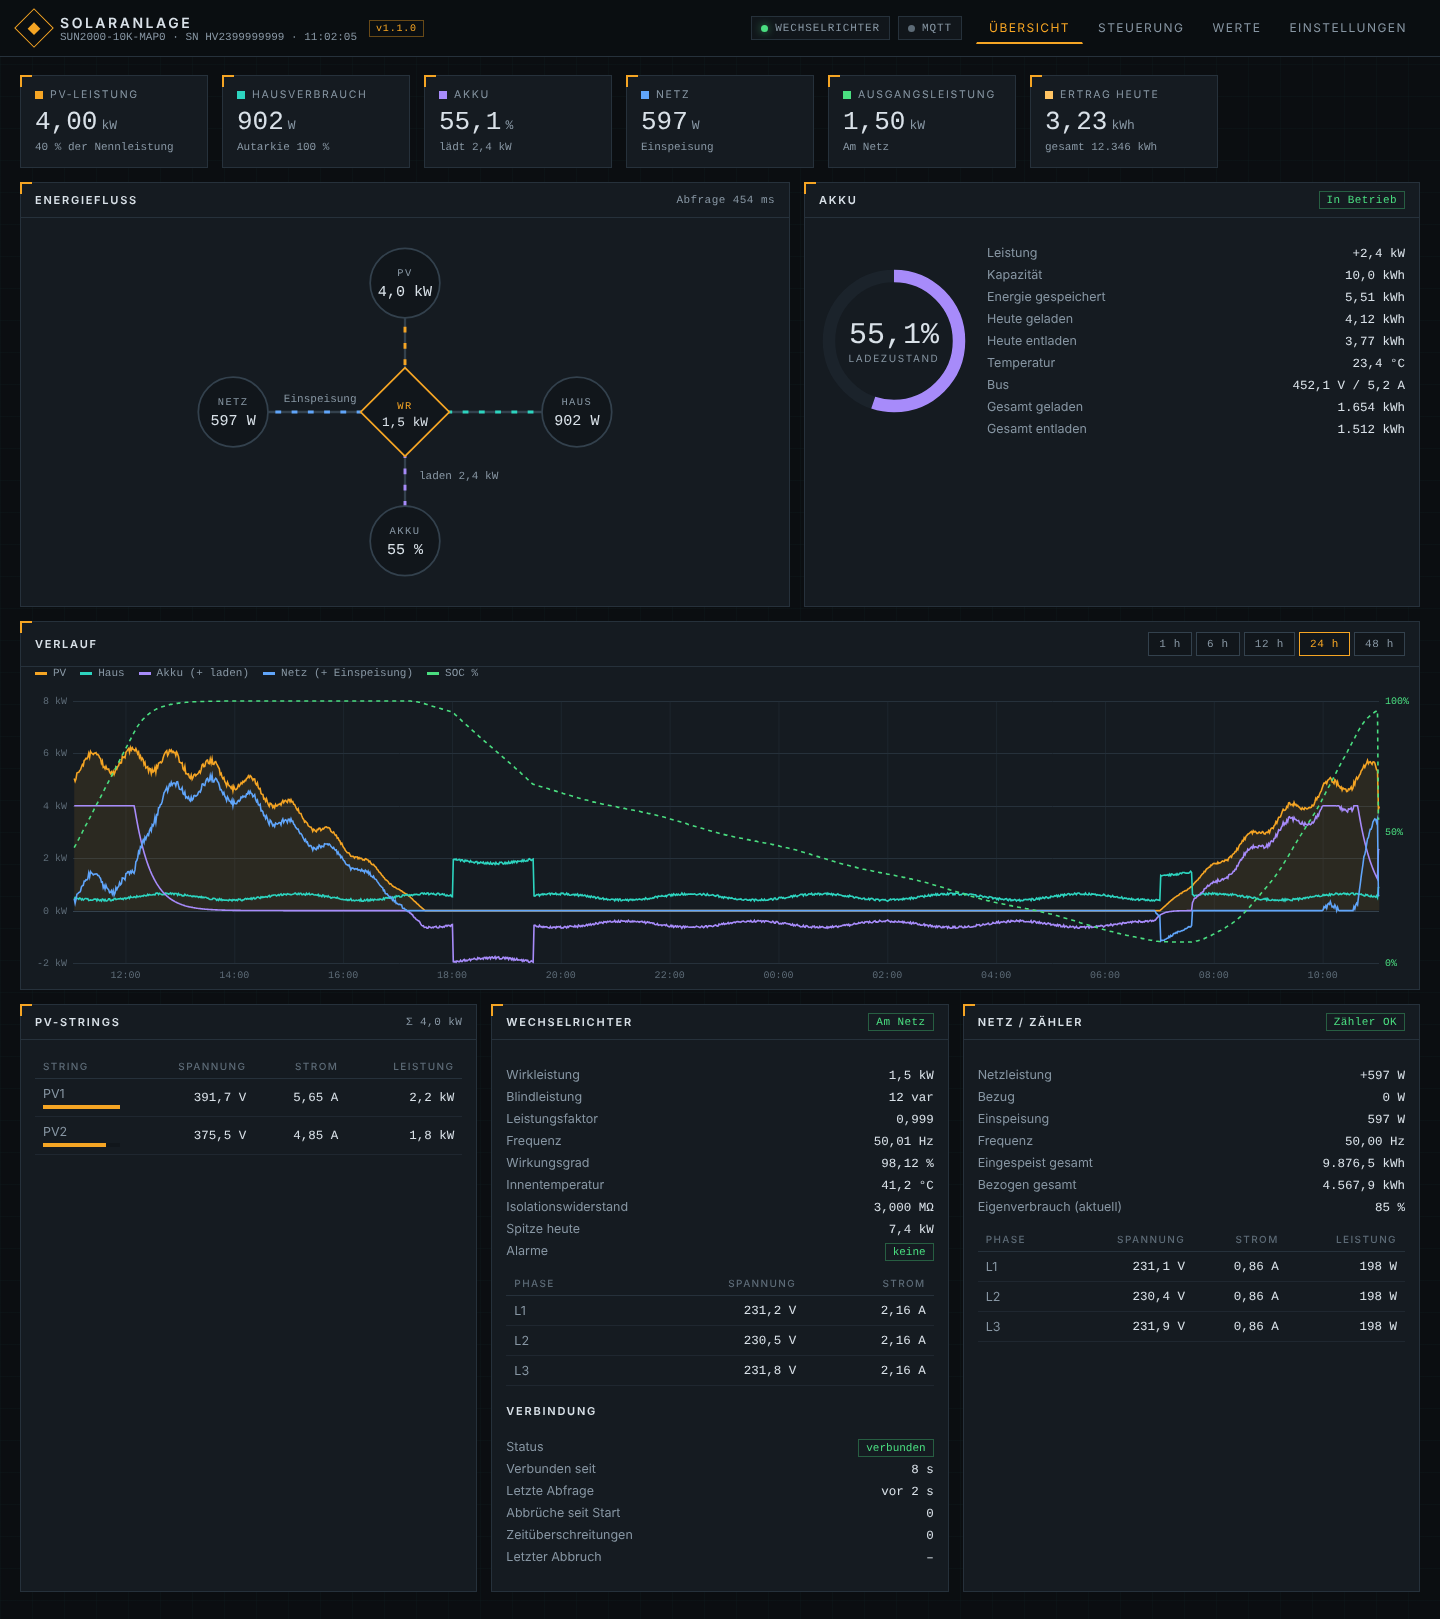 SOLARANLAGE
SUN2000-10K-MAP0 · SN HV2399999999 · 11:02:05
v1.1.0
WECHSELRICHTER
MQTT
ÜBERSICHT
STEUERUNG
WERTE
EINSTELLUNGEN
PV-LEISTUNG
4,00 kW
40 % der Nennleistung
HAUSVERBRAUCH
902 W
Autarkie 100 %
AKKU
55,1 %
lädt 2,4 kW
NETZ
597 W
Einspeisung
AUSGANGSLEISTUNG
1,50 kW
Am Netz
ERTRAG HEUTE
3,23 kWh
gesamt 12.346 kWh
ENERGIEFLUSS
Abfrage 454 ms
PV
4,0 kW
NETZ
597 W
Einspeisung
WR
1,5 kW
HAUS
902 W
laden 2,4 kW
AKKU
55 %
AKKU
In Betrieb
55,1%
LADEZUSTAND
Leistung +2,4 kW
Kapazität 10,0 kWh
Energie gespeichert 5,51 kWh
Heute geladen 4,12 kWh
Heute entladen 3,77 kWh
Temperatur 23,4 °C
Bus 452,1 V / 5,2 A
Gesamt geladen 1.654 kWh
Gesamt entladen 1.512 kWh
VERLAUF
1 h 6 h 12 h 24 h 48 h
PV Haus Akku (+ laden) Netz (+ Einspeisung) SOC %
8 kW 100%
6 kW
4 kW
50%
2 kW
0 kW
-2 kW 0%
12:00 14:00 16:00 18:00 20:00 22:00 00:00 02:00 04:00 06:00 08:00 10:00
PV-STRINGS
Σ 4,0 kW
STRING SPANNUNG STROM LEISTUNG
PV1 391,7 V 5,65 A 2,2 kW
PV2 375,5 V 4,85 A 1,8 kW
WECHSELRICHTER
Am Netz
Wirkleistung 1,5 kW
Blindleistung 12 var
Leistungsfaktor 0,999
Frequenz 50,01 Hz
Wirkungsgrad 98,12 %
Innentemperatur 41,2 °C
Isolationswiderstand 3,000 MΩ
Spitze heute 7,4 kW
Alarme keine
PHASE SPANNUNG STROM
L1 231,2 V 2,16 A
L2 230,5 V 2,16 A
L3 231,8 V 2,16 A
VERBINDUNG
Status verbunden
Verbunden seit 8 s
Letzte Abfrage vor 2 s
Abbrüche seit Start 0
Zeitüberschreitungen 0
Letzter Abbruch –
NETZ / ZÄHLER
Zähler OK
Netzleistung +597 W
Bezug 0 W
Einspeisung 597 W
Frequenz 50,00 Hz
Eingespeist gesamt 9.876,5 kWh
Bezogen gesamt 4.567,9 kWh
Eigenverbrauch (aktuell) 85 %
PHASE SPANNUNG STROM LEISTUNG
L1 231,1 V 0,86 A 198 W
L2 230,4 V 0,86 A 198 W
L3 231,9 V 0,86 A 198 W